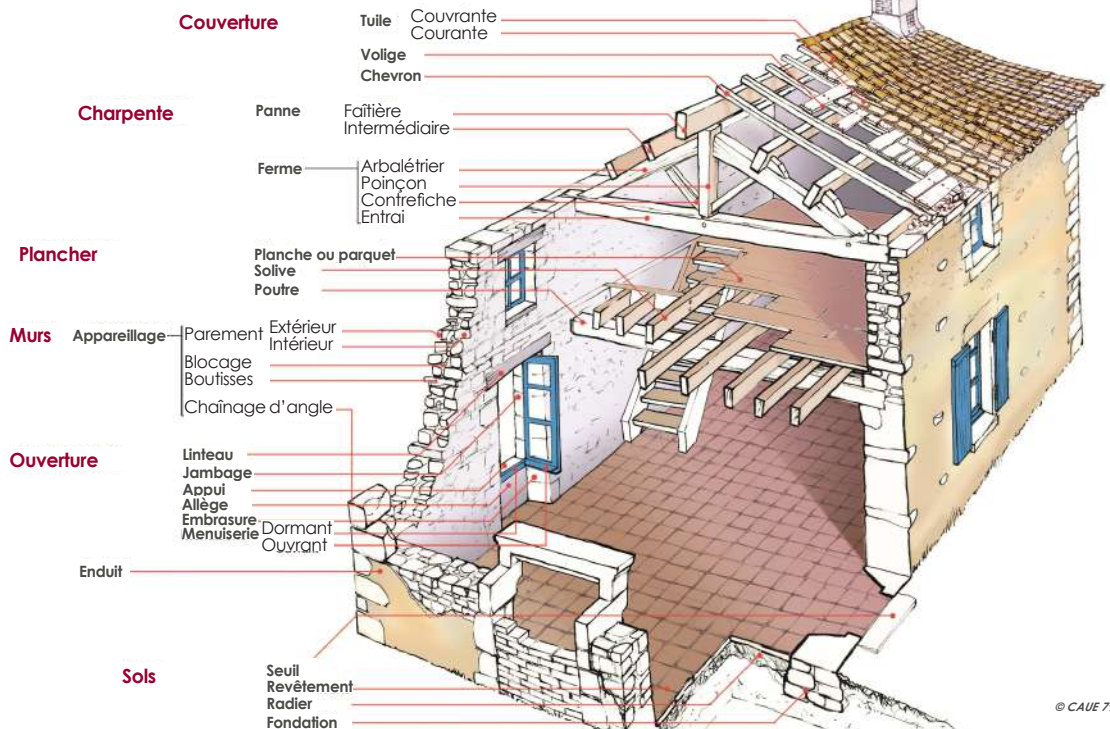 Couverture
Tuile
Couvrante
Courante
Volige
Chevron
Charpente
Panne
Faîtière
Intermédiaire
Ferme
Arbalétrier
Poinçon
Contrefiche
Entrai
Plancher
Planche ou parquet
Solive
Poutre
Murs
Appareillage
Parement
Extérieur
Intérieur
Blocage
Boutisses
Chaînage d'angle
Ouverture
Linteau
Jambage
Appui
Allège
Embrasure
Menuiserie
Dormant
Ouvrant
Enduit
Sols
Seuil
Revêtement
Radier
Fondation
© CAUE